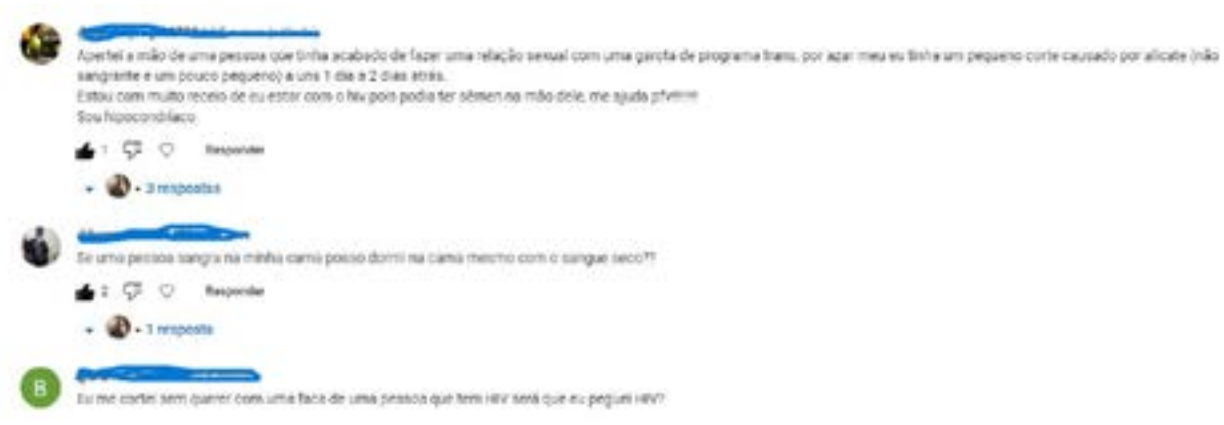 Apertei a mão de uma pessoa que tinha acabado de fazer uma relação sexual com uma garota de programa trans, por azar meu eu tinha um pequeno corte causado por alicate (não
sangrante e um pouco pequeno) a uns 1 dia a 2 dias atrás.
Estou com muito receio de eu estar com o hiv pois podia ter sêmen na mão dele, me ajuda
Sou hipocondríaco
1 Responder
3 respostas
Se uma pessoa sangra na minha cama posso dormi na cama mesmo com o sangue seco??
2 Responder
1 resposta
B
Eu me cortei sem querer com uma faca de uma pessoa que tem HIV será que eu peguei HIV?